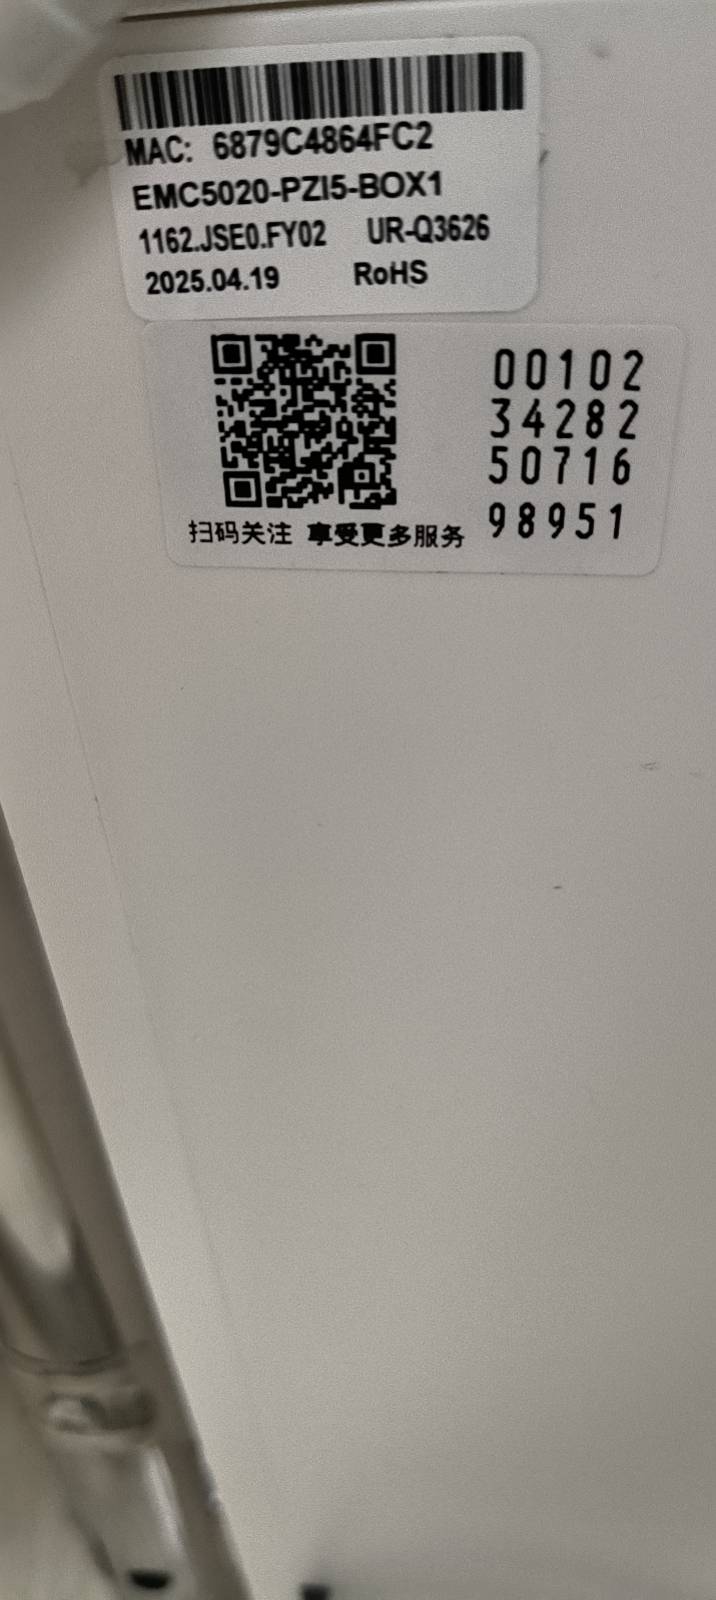 MAC: 6879C4864FC2
EMC5020-PZI5-BOX1
1162.JSE0.FY02 UR-Q3626
2025.04.19 RoHS
00102
34282
50716
98951
扫码关注 享受更多服务